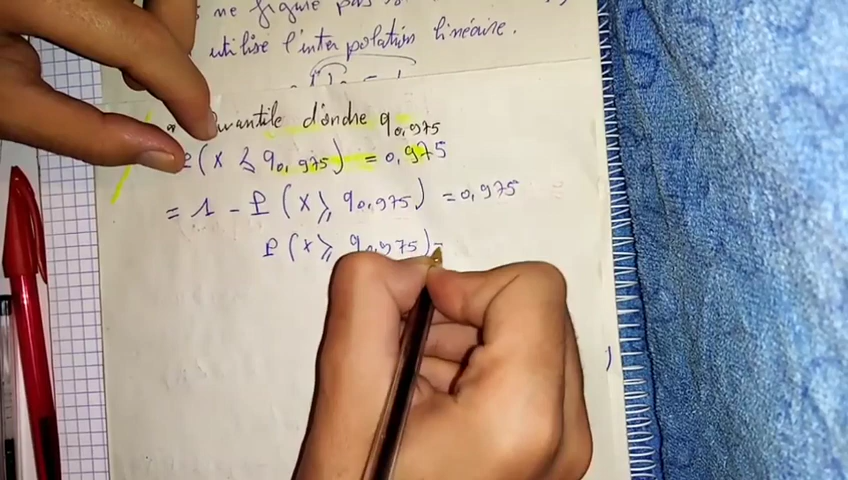 ne figure pas
utilise l'interpolation linéaire.
Quantile d'ordre q0,975
P(X ⩽ q0,975) = 0,975
= 1 - P(X ⩾ q0,975) = 0,975
P(X ⩾ q0,975) =